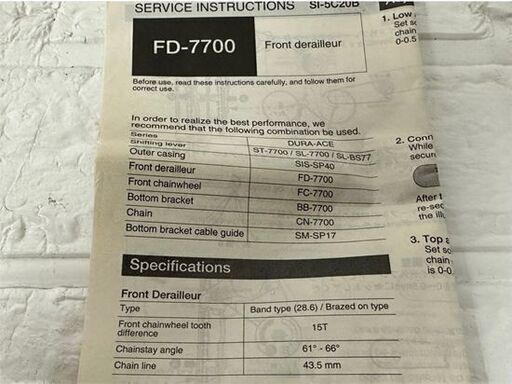 SERVICE INSTRUCTIONS SI-5C20B
FD-7700 Front derailleur
Before use, read these instructions carefully, and follow them for
correct use.
In order to realize the best performance, we
recommend that the following combination be used.
Series DURA-ACE
Shifting lever ST-7700 / SL-7700 / SL-BS77
Outer casing SIS-SP40
Front derailleur FD-7700
Front chainwheel FC-7700
Bottom bracket BB-7700
Chain CN-7700
Bottom bracket cable guide SM-SP17
Specifications
Front Derailleur
Type Band type (28.6) / Brazed on type
Front chainwheel tooth
difference 15T
Chainstay angle 61° - 66°
Chain line 43.5 mm
1. Low
Set
chain
0-0.5
2. Conn
While
secur
After t
re-sec
the ill
3. Top
Set so
chain
is 0-0